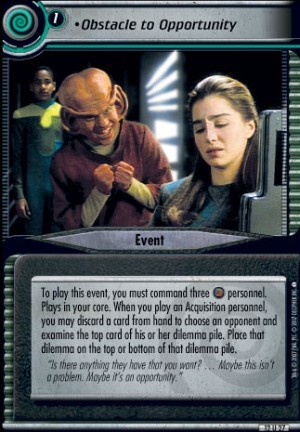 1
•Obstacle to Opportunity
Event
To play this event, you must command three personnel.
Plays in your core. When you play an Acquisition personnel,
you may discard a card from hand to choose an opponent and
examine the top card of his or her dilemma pile. Place that
dilemma on the top or bottom of that dilemma pile.
"Is there anything they have that you want? . . . Maybe this isn't
a problem. Maybe it's an opportunity."